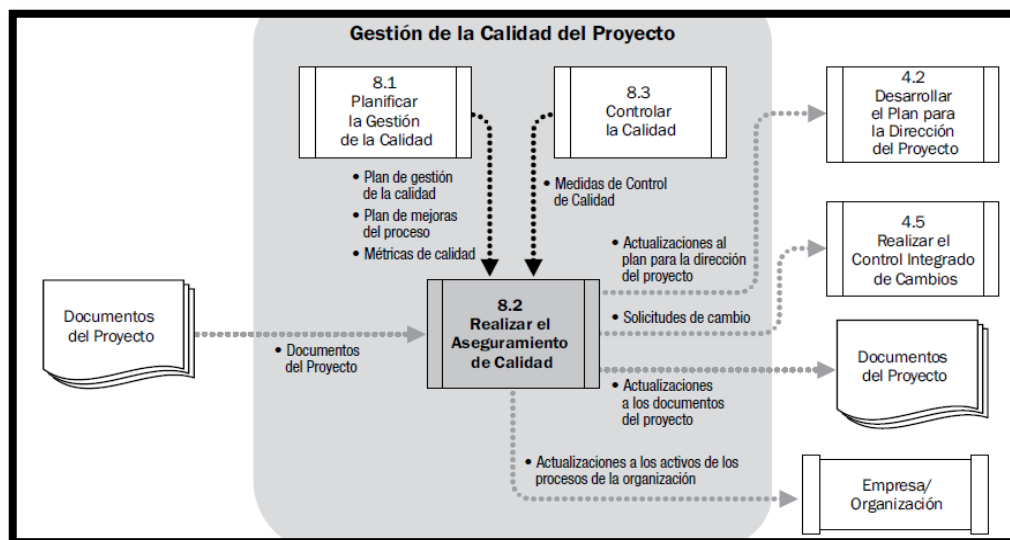 Gestión de la Calidad del Proyecto
8.1
Planificar
la Gestión
de la Calidad
8.3
Controlar
la Calidad
4.2
Desarrollar
el Plan para
la Dirección
del Proyecto
• Plan de gestión
de la calidad
• Plan de mejoras
del proceso
• Métricas de calidad
• Medidas de Control
de Calidad
• Actualizaciones al
plan para la dirección
del proyecto
4.5
Realizar el
Control Integrado
de Cambios
Documentos
del Proyecto
• Documentos
del Proyecto
8.2
Realizar el
Aseguramiento
de Calidad
• Solicitudes de cambio
Documentos
del Proyecto
• Actualizaciones
a los documentos
del proyecto
• Actualizaciones a los activos de los
procesos de la organización
Empresa/
Organización